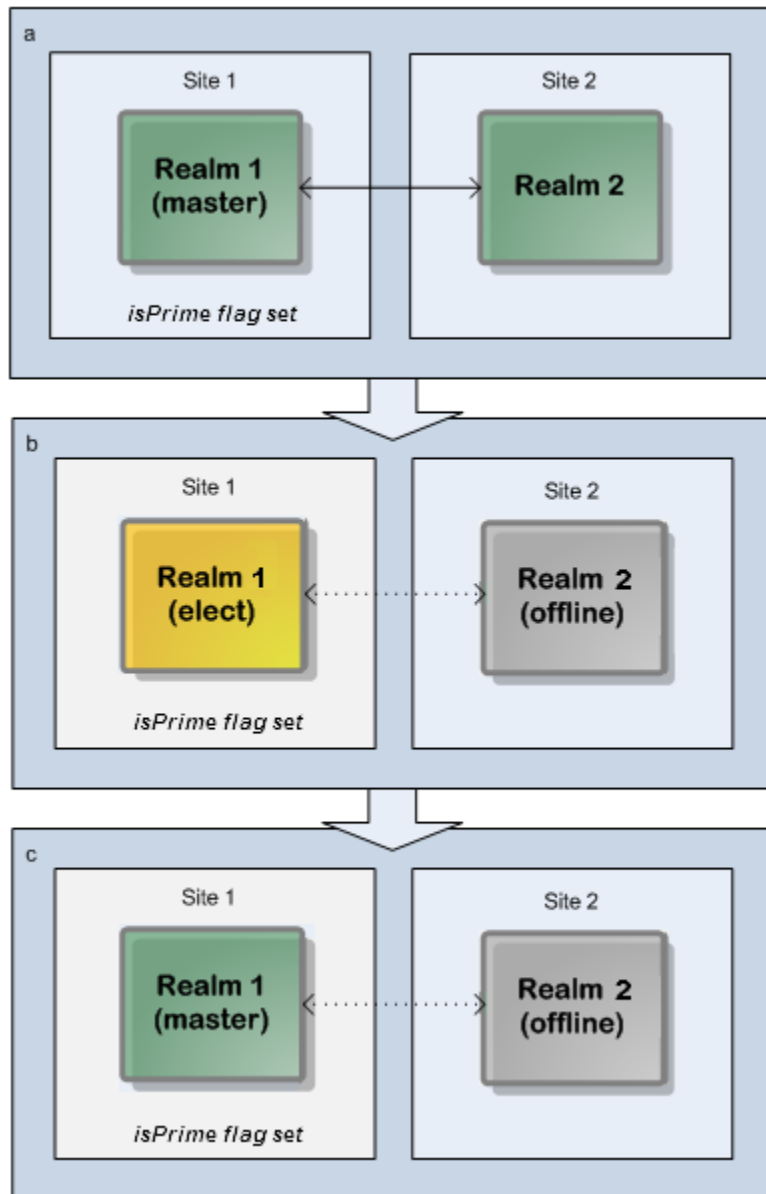 a
Site 1
Site 2
Realm 1
(master)
Realm 2
isPrime flag set
b
Site 1
Site 2
Realm 1
(elect)
Realm 2
(offline)
isPrime flag set
c
Site 1
Site 2
Realm 1
(master)
Realm 2
(offline)
isPrime flag set